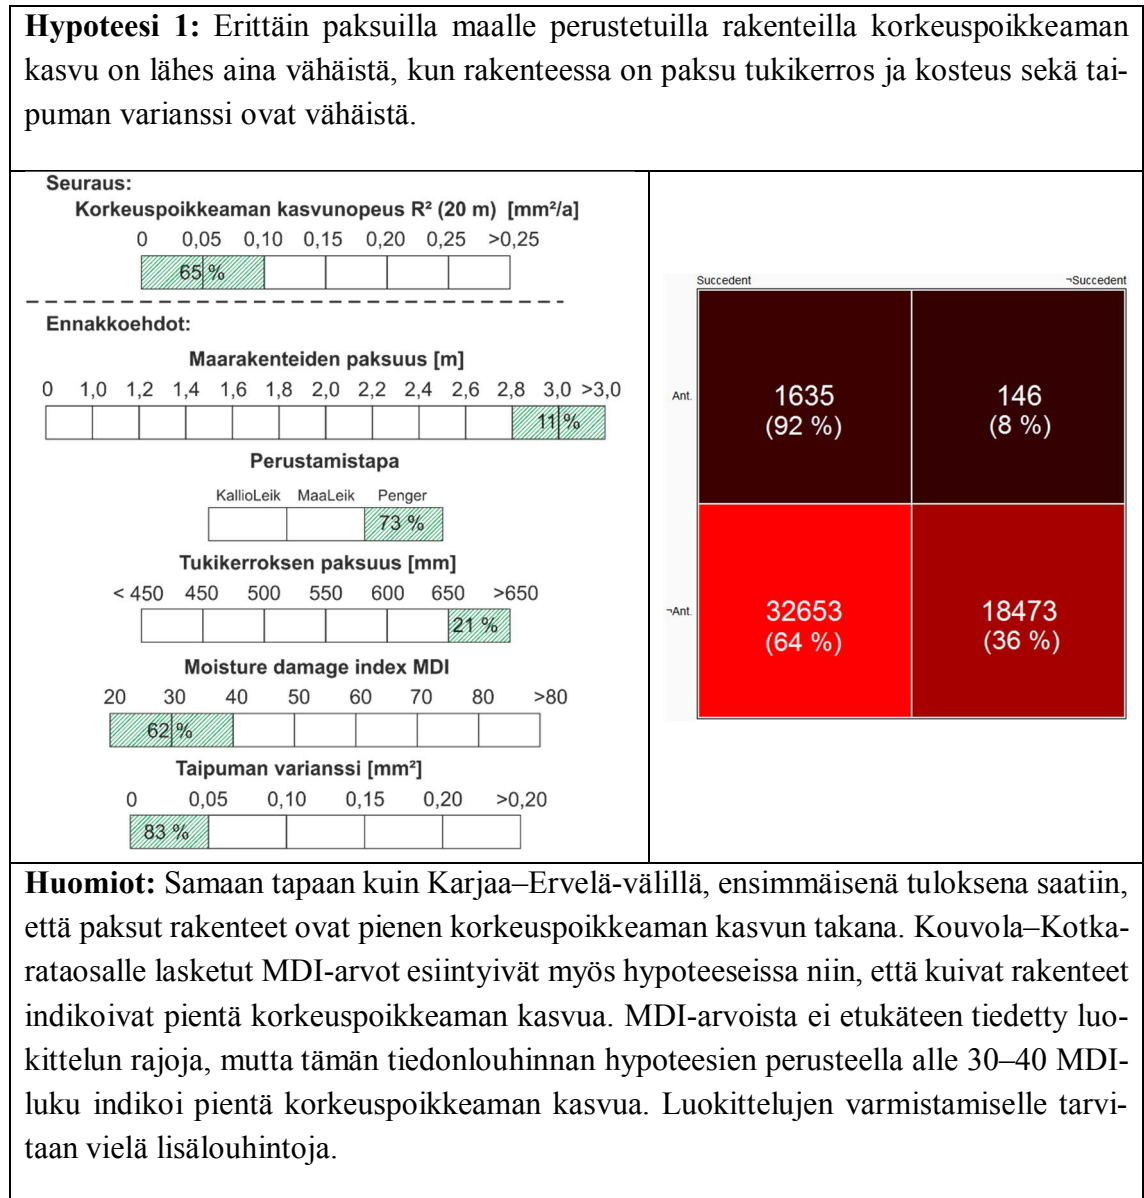 Hypoteesi 1: Erittäin paksuilla maalle perustetuilla rakenteilla korkeuspoikkeaman
kasvu on lähes aina vähäistä, kun rakenteessa on paksu tukikerros ja kosteus sekä tai-
puman varianssi ovat vähäistä.
Seuraus:
Korkeuspoikkeaman kasvunopeus R² (20 m) [mm²/a]
0 0,05 0,10 0,15 0,20 0,25 >0,25
65 %
Ennakkoehdot:
Maarakenteiden paksuus [m]
0 1,0 1,2 1,4 1,6 1,8 2,0 2,2 2,4 2,6 2,8 3,0 >3,0
11 %
Perustamistapa
KallioLeik MaaLeik Penger
73 %
Tukikerroksen paksuus [mm]
< 450 450 500 550 600 650 >650
21 %
Moisture damage index MDI
20 30 40 50 60 70 80 >80
62 %
Taipuman varianssi [mm²]
0 0,05 0,10 0,15 0,20 >0,20
83 %
Succedent ¬Succedent
Ant.
1635 146
(92 %) (8 %)
¬Ant.
32653 18473
(64 %) (36 %)
Huomiot: Samaan tapaan kuin Karjaa–Ervelä-välillä, ensimmäisenä tuloksena saatiin,
että paksut rakenteet ovat pienen korkeuspoikkeaman kasvun takana. Kouvola–Kotka-
rataosalle lasketut MDI-arvot esiintyivät myös hypoteeseissa niin, että kuivat rakenteet
indikoivat pientä korkeuspoikkeaman kasvua. MDI-arvoista ei etukäteen tiedetty luo-
kittelun rajoja, mutta tämän tiedonlouhinnan hypoteesien perusteella alle 30–40 MDI-
luku indikoi pientä korkeuspoikkeaman kasvua. Luokittelujen varmistamiselle tarvi-
taan vielä lisälouhintoja.